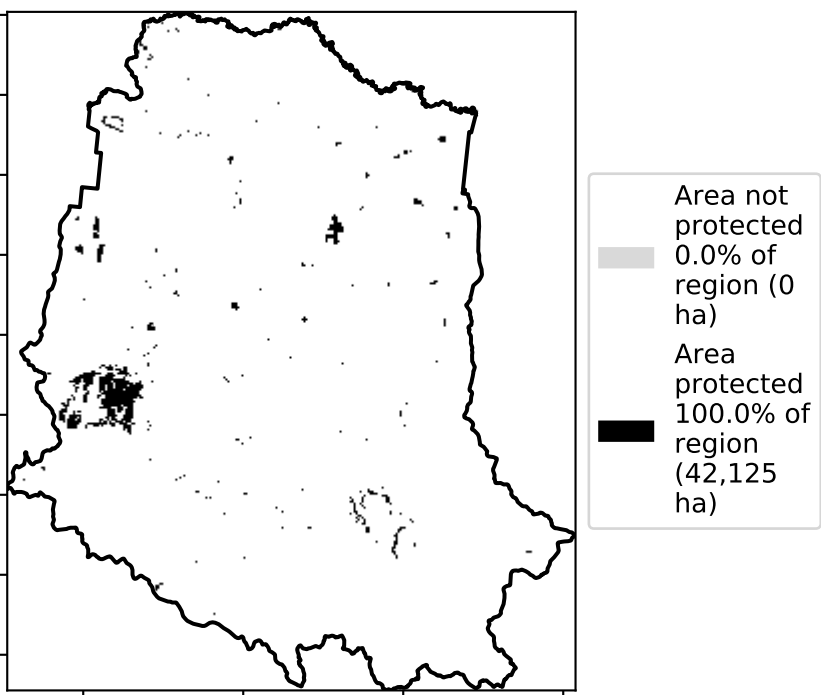 Area not
protected
0.0% of
region (0
ha)
Area
protected
100.0% of
region
(42,125
ha)